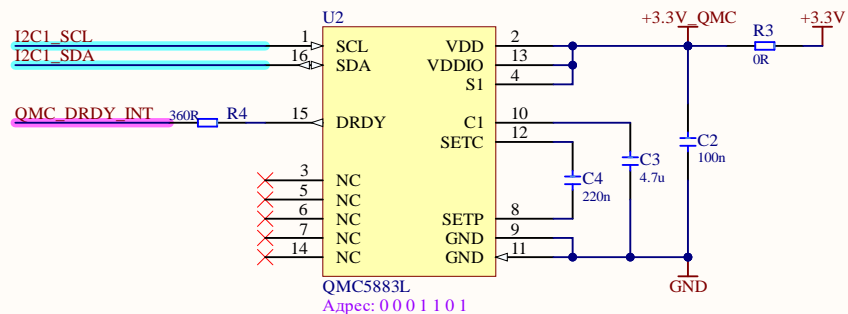 U2
+3.3V_QMC
+3.3V
I2C1_SCL
1
SCL
VDD
2
R3
I2C1_SDA
16
SDA
VDDIO
13
0R
S1
4
QMC_DRDY_INT
360R
R4
15
DRDY
C1
10
SETC
12
C2
100n
C3
4.7u
C4
220n
3
NC
5
NC
6
NC
SETP
8
7
NC
GND
9
14
NC
GND
11
QMC5883L
GND
Адрес: 0 0 0 1 1 0 1